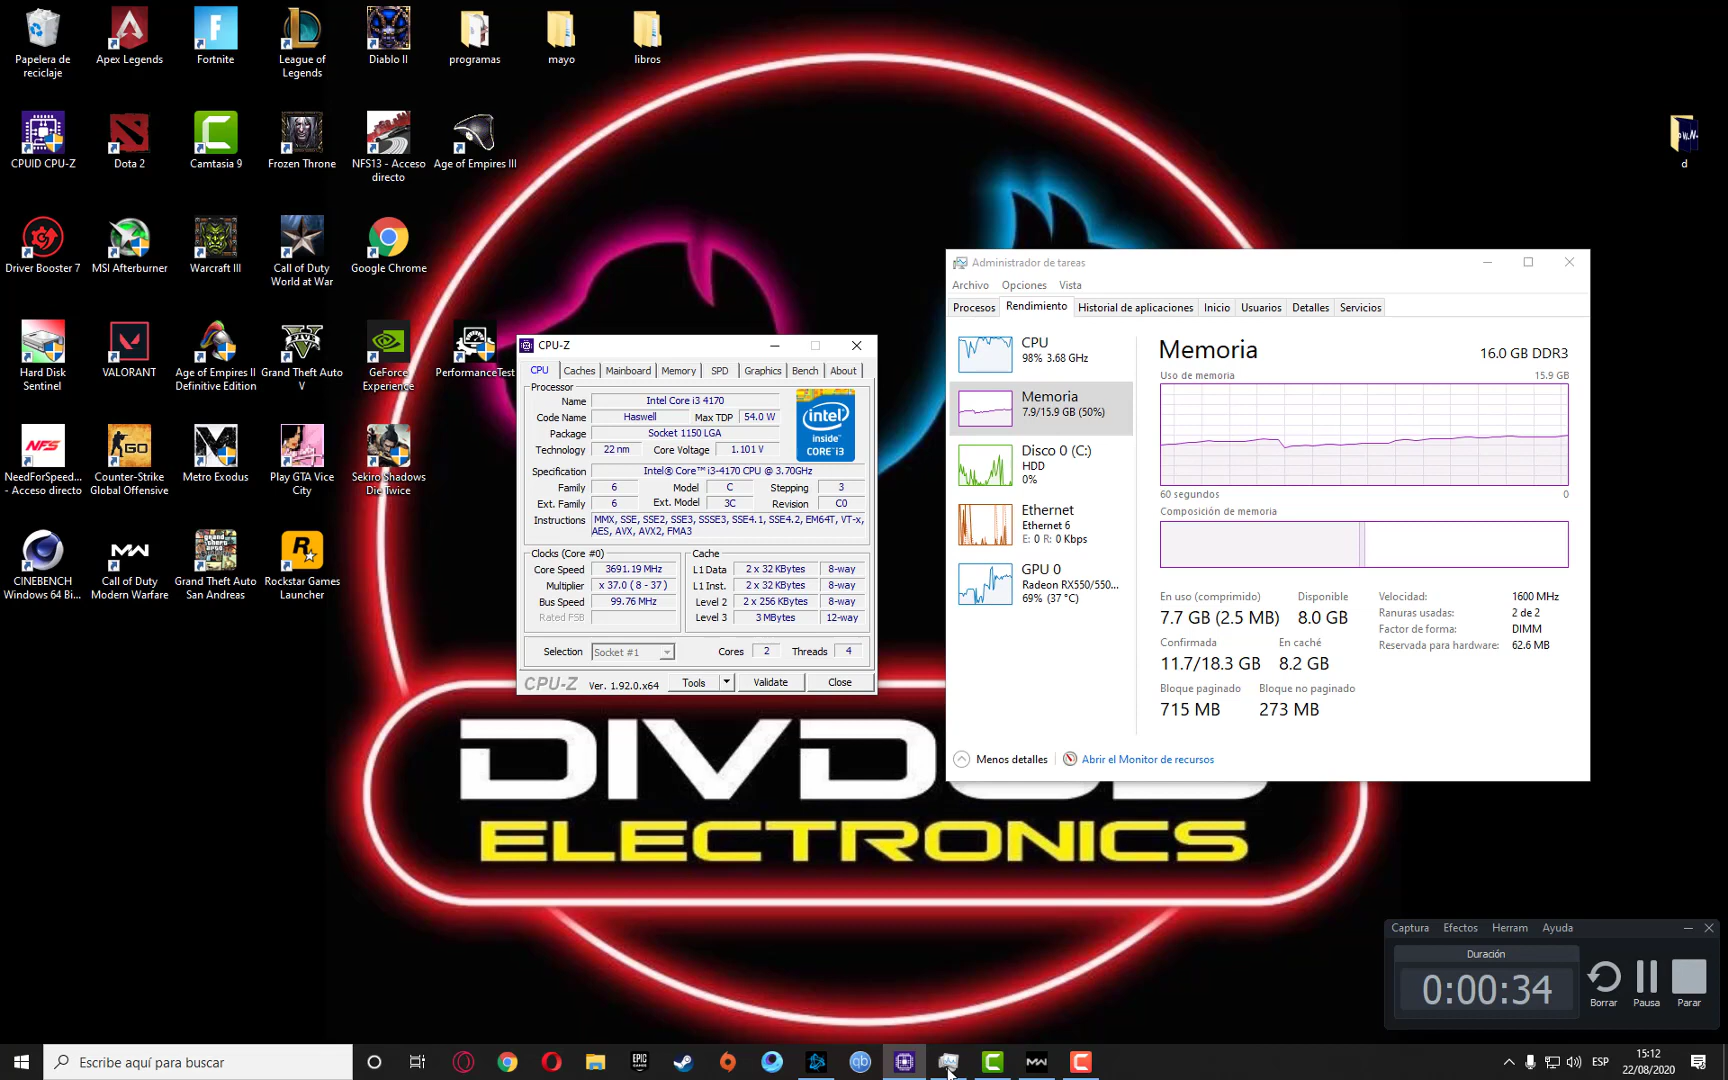 Papelera de
reciclaje
Apex Legends
Fortnite
League of
Legends
Diablo II
programas
mayo
libros
CPUID CPU-Z
Dota 2
Camtasia 9
Frozen Throne
NFS13 - Acceso
directo
Age of Empires III
d
Driver Booster 7
MSI Afterburner
Warcraft III
Call of Duty
World at War
Google Chrome
Hard Disk
Sentinel
VALORANT
Age of Empires II
Definitive Edition
Grand Theft Auto
V
GeForce
Experience
PerformanceTest
NeedForSpeed...
- Acceso directo
Counter-Strike
Global Offensive
Metro Exodus
Play GTA Vice
City
Sekiro Shadows
Die Twice
CINEBENCH
Windows 64 Bi...
Call of Duty
Modern Warfare
Grand Theft Auto
San Andreas
Rockstar Games
Launcher
CPU-Z
CPU Caches Mainboard Memory SPD Graphics Bench About
Processor
Name Intel Core i3 4170
Code Name Haswell Max TDP 54.0 W
Package Socket 1150 LGA
Technology 22 nm Core Voltage 1.101 V
intel
inside
CORE i3
Specification Intel® Core™ i3-4170 CPU @ 3.70GHz
Family 6 Model C Stepping 3
Ext. Family 6 Ext. Model 3C Revision C0
Instructions MMX, SSE, SSE2, SSE3, SSSE3, SSE4.1, SSE4.2, EM64T, VT-x,
AES, AVX, AVX2, FMA3
Clocks (Core #0)
Core Speed 3691.19 MHz
Multiplier x 37.0 ( 8 - 37 )
Bus Speed 99.76 MHz
Rated FSB
Cache
L1 Data 2 x 32 KBytes 8-way
L1 Inst. 2 x 32 KBytes 8-way
Level 2 2 x 256 KBytes 8-way
Level 3 3 MBytes 12-way
Selection Socket #1 Cores 2 Threads 4
CPU-Z Ver. 1.92.0.x64 Tools Validate Close
Administrador de tareas
Archivo Opciones Vista
Procesos Rendimiento Historial de aplicaciones Inicio Usuarios Detalles Servicios
CPU
98% 3.68 GHz
Memoria
7.9/15.9 GB (50%)
Disco 0 (C:)
HDD
0%
Ethernet
Ethernet 6
E: 0 R: 0 Kbps
GPU 0
Radeon RX550/550...
69% (37 °C)
Memoria 16.0 GB DDR3
Uso de memoria 15.9 GB
60 segundos 0
Composición de memoria
En uso (comprimido) Disponible
7.7 GB (2.5 MB) 8.0 GB
Confirmada En caché
11.7/18.3 GB 8.2 GB
Bloque paginado Bloque no paginado
715 MB 273 MB
Velocidad: 1600 MHz
Ranuras usadas: 2 de 2
Factor de forma: DIMM
Reservada para hardware: 62.6 MB
Menos detalles Abrir el Monitor de recursos
ELECTRONICS
Captura Efectos Herram Ayuda
Duración
0:00:34
Borrar Pausa Parar
Escribe aquí para buscar
EPIC
GAMES
qb
ESP
15:12
22/08/2020